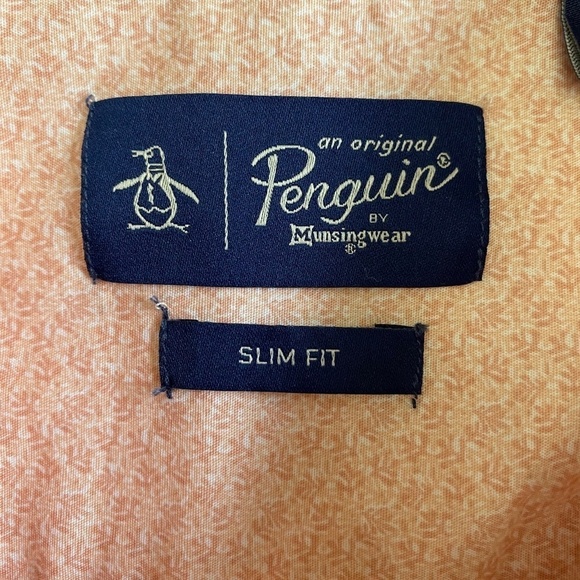 an original
Penguin®
BY
Munsingwear
®
SLIM FIT